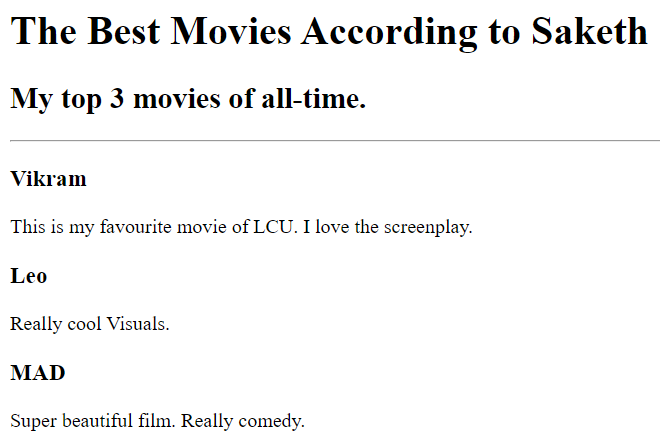 The Best Movies According to Saketh
My top 3 movies of all-time.
Vikram
This is my favourite movie of LCU. I love the screenplay.
Leo
Really cool Visuals.
MAD
Super beautiful film. Really comedy.